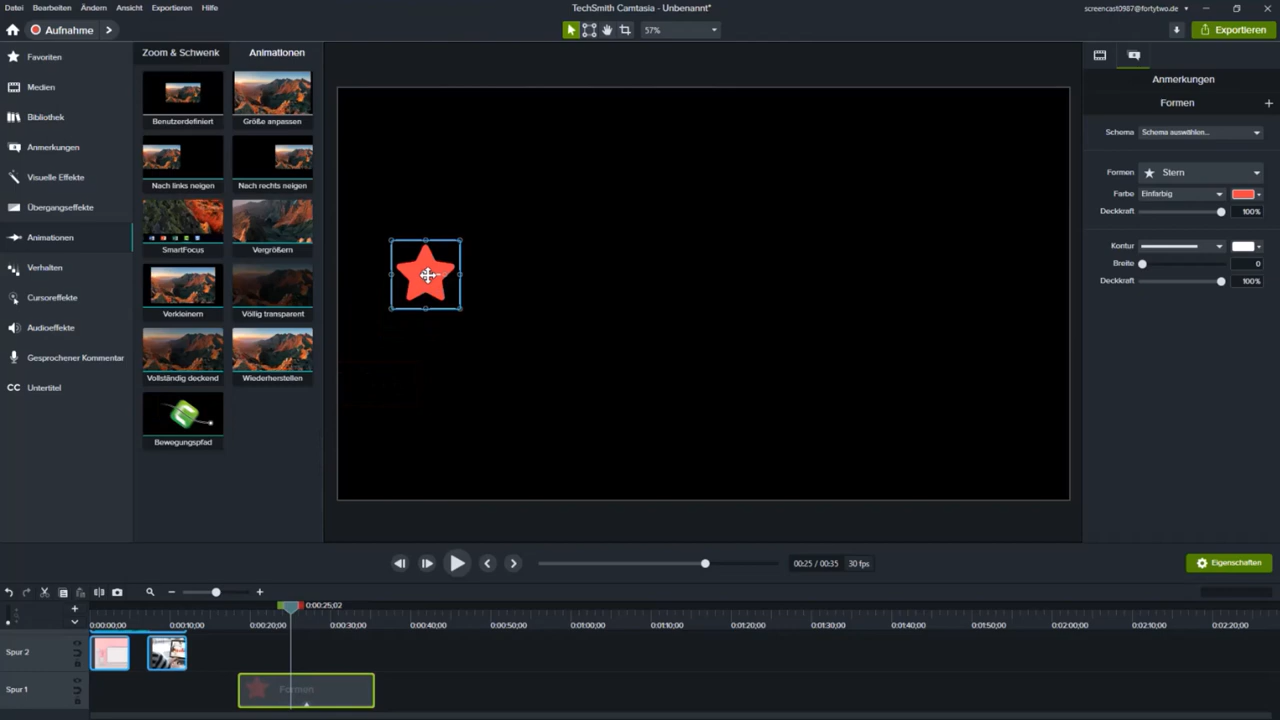 Datei Bearbeiten Ändern Ansicht Exportieren Hilfe
TechSmith Camtasia - Unbenannt*
screencast0987@fortytwo.de
Aufnahme
57%
Exportieren
Favoriten
Medien
Bibliothek
Anmerkungen
Visuelle Effekte
Übergangseffekte
Animationen
Verhalten
Cursoreffekte
Audioeffekte
Gesprochener Kommentar
CC Untertitel
Zoom & Schwenk Animationen
Benutzerdefiniert Größe anpassen
Nach links neigen Nach rechts neigen
SmartFocus Vergrößern
Verkleinern Völlig transparent
Vollständig deckend Wiederherstellen
Bewegungspfad
Anmerkungen
Formen +
Schema Schema auswählen...
Formen Stern
Farbe Einfarbig
Deckkraft 100%
Kontur
Breite 0
Deckkraft 100%
00:25 / 00:35 30 fps
Eigenschaften
0:00:25;02
0:00:00;00 0:00:10;00 0:00:20;00 0:00:30;00 0:00:40;00 0:00:50;00 0:01:00;00 0:01:10;00 0:01:20;00 0:01:30;00 0:01:40;00 0:01:50;00 0:02:00;00 0:02:10;00 0:02:20;00
Spur 2
Spur 1
Formen